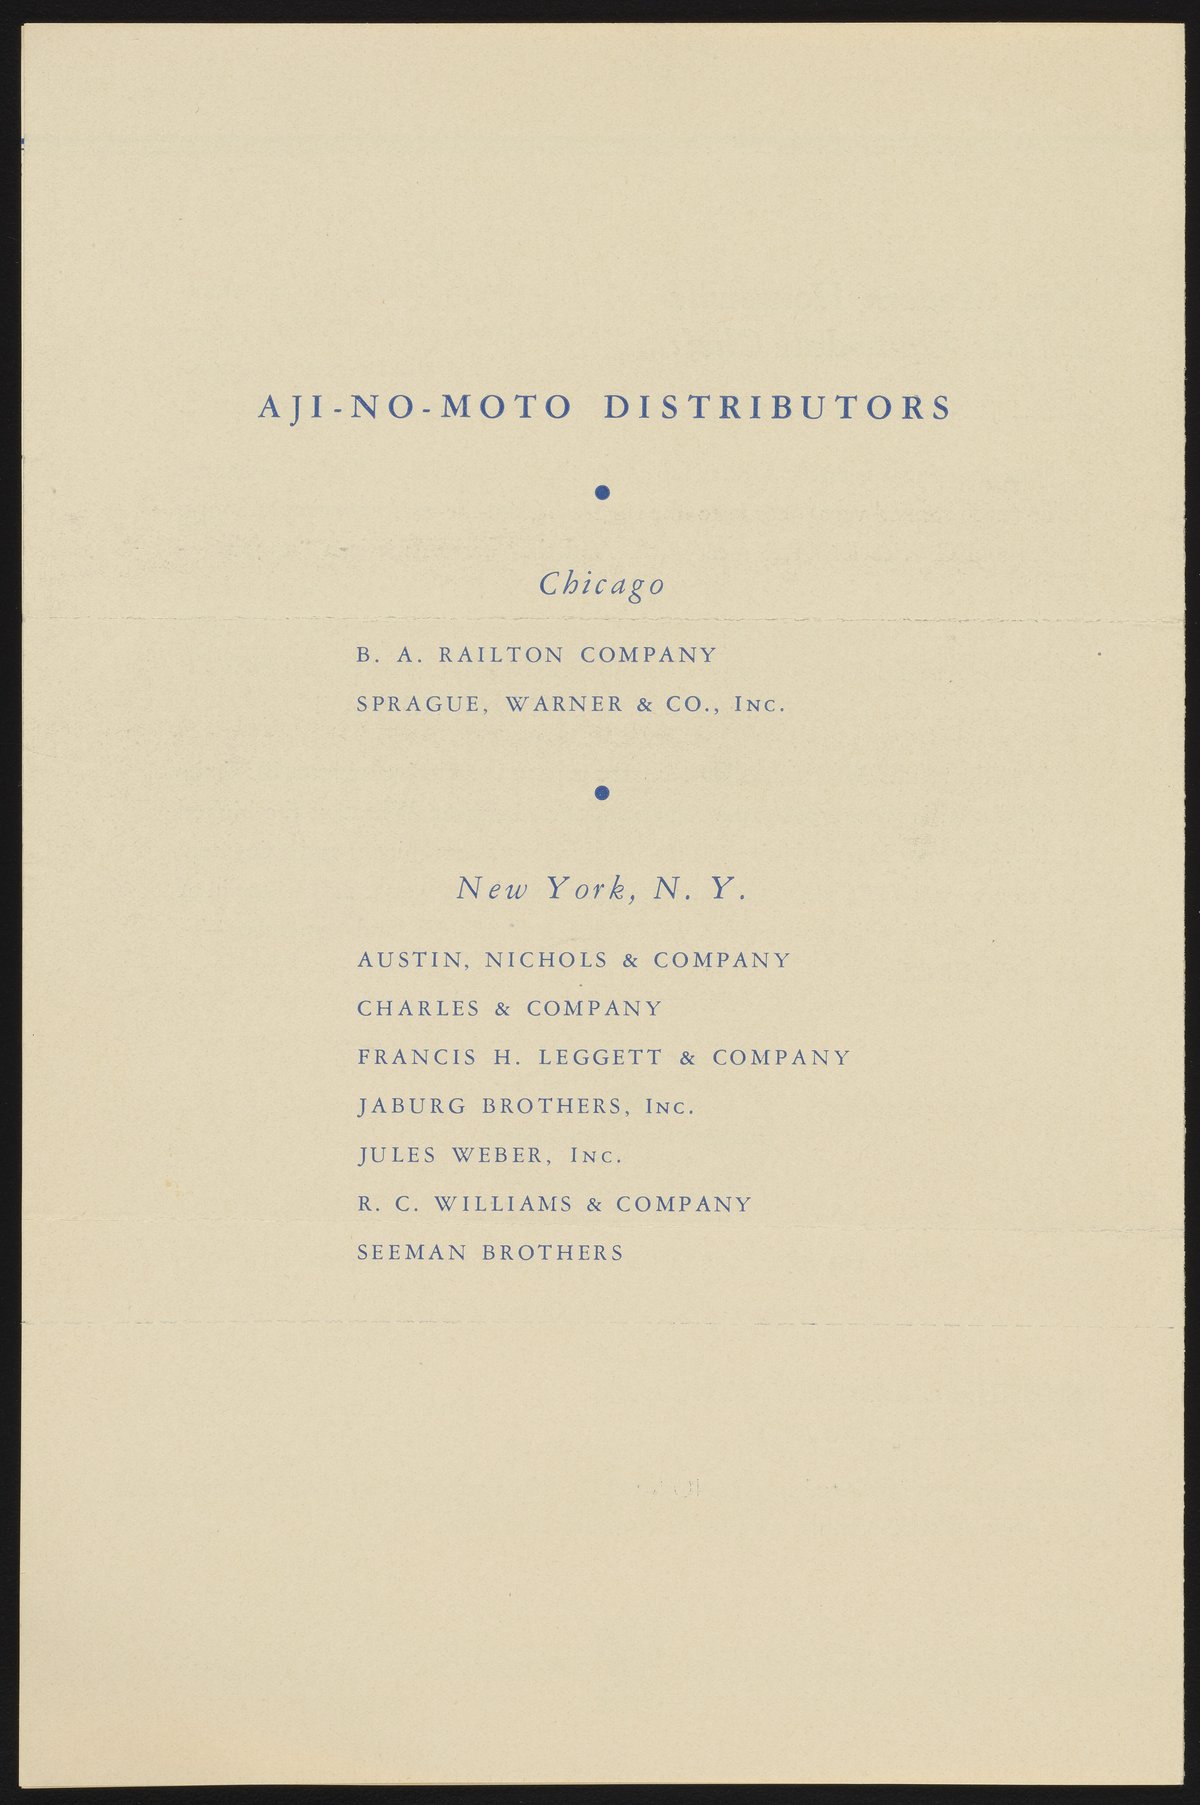 AJI-NO-MOTO DISTRIBUTORS
Chicago
B. A. RAILTON COMPANY
SPRAGUE, WARNER & CO., INC.
New York, N. Y.
AUSTIN, NICHOLS & COMPANY
CHARLES & COMPANY
FRANCIS H. LEGGETT & COMPANY
JABURG BROTHERS, INC.
JULES WEBER, INC.
R. C. WILLIAMS & COMPANY
SEEMAN BROTHERS